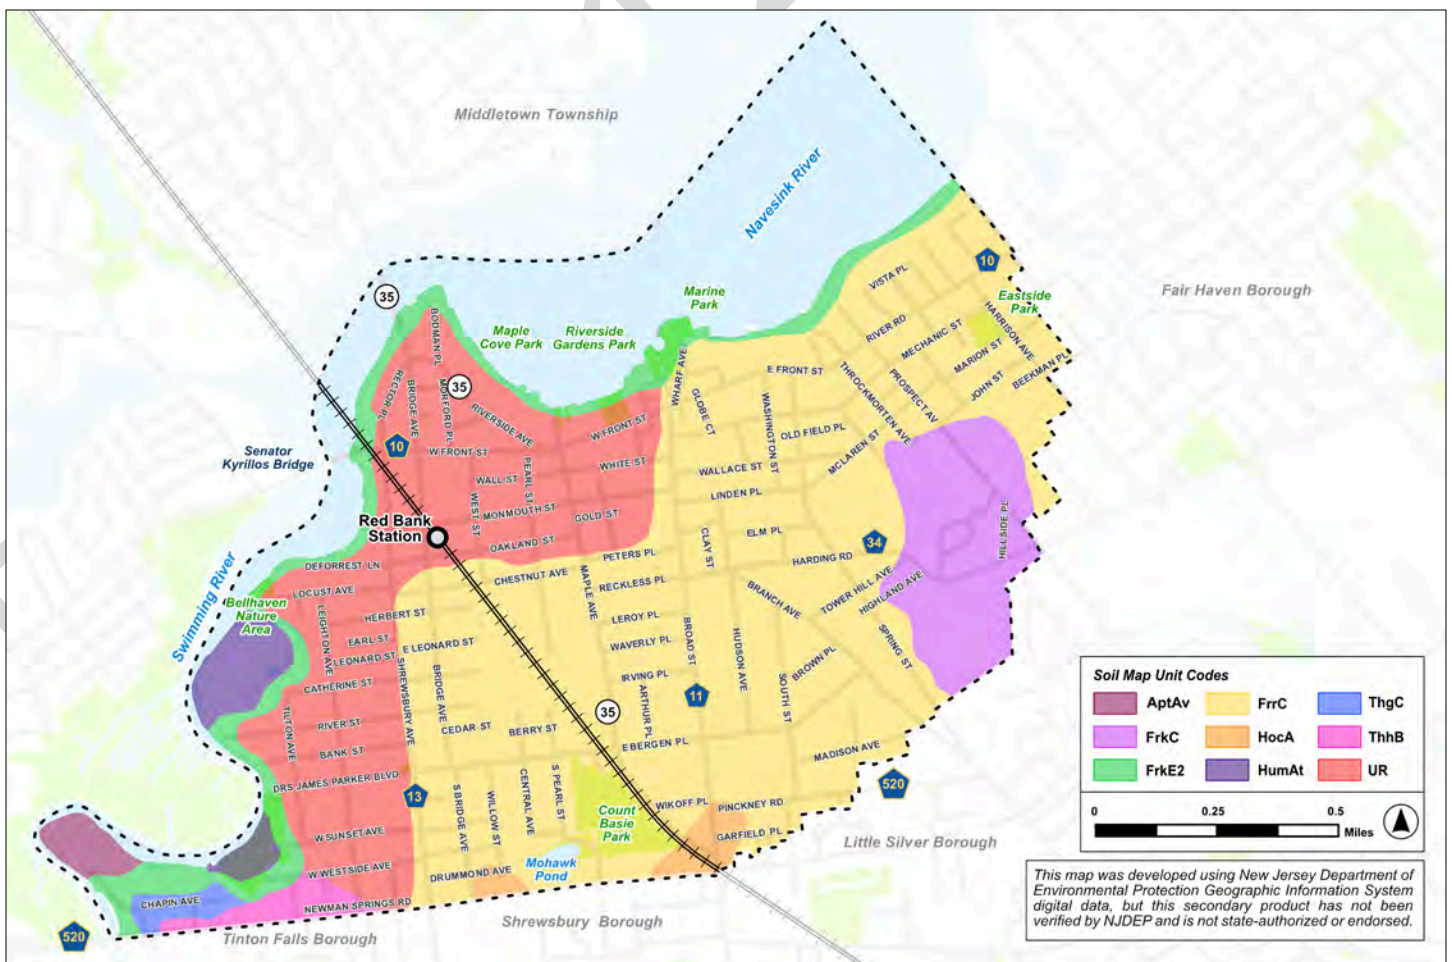 Middletown Township
Navesink River
10
VISTA PL
Fair Haven Borough
35
Marine
Park
Eastside
Park
Maple
Cove Park
Riverside
Gardens Park
BODMAN PL
RIVER RD
MECHANIC ST
HARRISON AVE
MARION ST
JOHN ST
BEEKMAN PL
E FRONT ST
THROCKMORTEN AVE
PROSPECT AV
WHARF AVE
35
RECTOR PL
BRIDGE AVE
MORFORD PL
RIVERSIDE AVE
GLOBE CT
WASHINGTON ST
OLD FIELD PL
MCLAREN ST
W FRONT ST
10
W FRONT ST
Senator
Kyrillos Bridge
WALL ST
PEARL ST
WHITE ST
WALLACE ST
LINDEN PL
WEST ST
MONMOUTH ST
GOLD ST
Red Bank
Station
OAKLAND ST
PETERS PL
CLAY ST
ELM PL
HARDING RD
34
HILLSIDE PL
DEFORREST LN
CHESTNUT AVE
MAPLE AVE
RECKLESS PL
BRANCH AVE
TOWER HILL AVE
HIGHLAND AVE
LOCUST AVE
Bellhaven
Nature
Area
Swimming River
HERBERT ST
LEIGHTON AVE
EARL ST
LEONARD ST
E LEONARD ST
LEROY PL
WAVERLY PL
BROAD ST
HUDSON AVE
SPRING ST
BROWN PL
SOUTH ST
CATHERINE ST
SHREWSBURY AVE
BRIDGE AVE
IRVING PL
ARTHUR PL
11
35
TILTON AVE
RIVER ST
CEDAR ST
BERRY ST
BANK ST
E BERGEN PL
MADISON AVE
DRS JAMES PARKER BLVD
13
S BRIDGE AVE
WILLOW ST
CENTRAL AVE
S PEARL ST
Count
Basie
Park
WIKOFF PL
PINCKNEY RD
GARFIELD PL
520
W SUNSET AVE
Little Silver Borough
W WESTSIDE AVE
DRUMMOND AVE
Mohawk
Pond
CHAPIN AVE
NEWMAN SPRINGS RD
Shrewsbury Borough
520
Tinton Falls Borough
Soil Map Unit Codes
AptAv FrrC ThgC
FrkC HocA ThhB
FrkE2 HumAt UR
0 0.25 0.5
Miles
This map was developed using New Jersey Department of
Environmental Protection Geographic Information System
digital data, but this secondary product has not been
verified by NJDEP and is not state-authorized or endorsed.